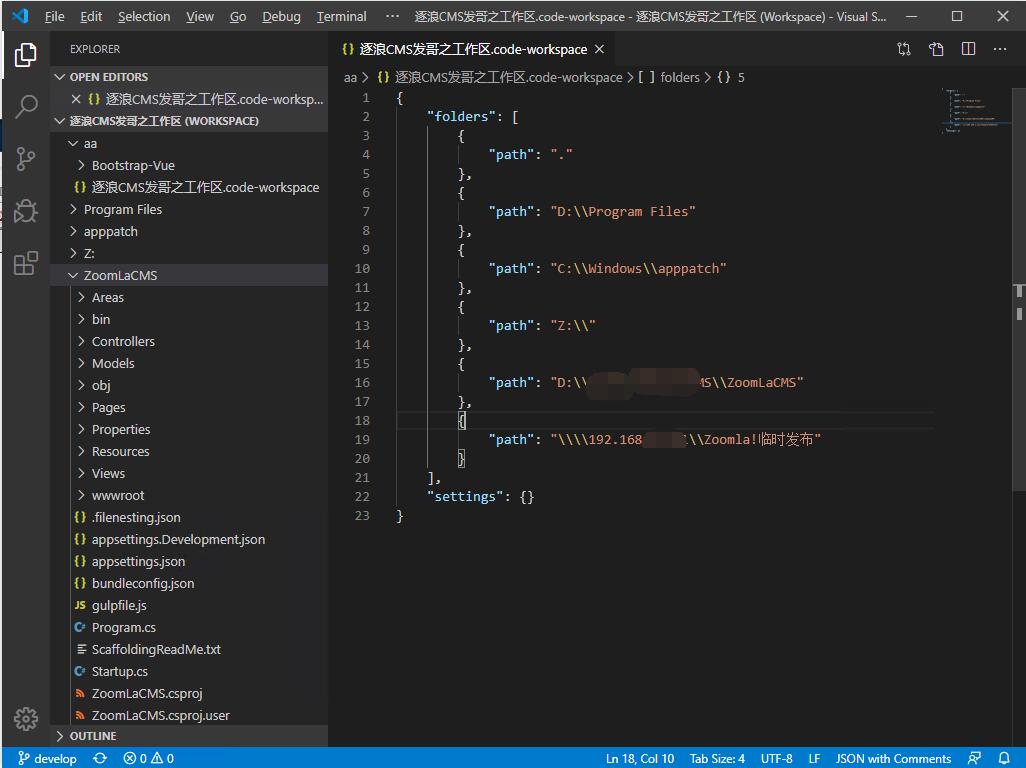 File Edit Selection View Go Debug Terminal ··· 逐浪CMS发哥之工作区.code-workspace - 逐浪CMS发哥之工作区 (Workspace) - Visual S...
EXPLORER
OPEN EDITORS
{} 逐浪CMS发哥之工作区.code-worksp...
逐浪CMS发哥之工作区 (WORKSPACE)
aa
Bootstrap-Vue
{} 逐浪CMS发哥之工作区.code-workspace
Program Files
apppatch
Z:
ZoomLaCMS
Areas
bin
Controllers
Models
obj
Pages
Properties
Resources
Views
wwwroot
{} .filenesting.json
{} appsettings.Development.json
{} appsettings.json
{} bundleconfig.json
JS gulpfile.js
C# Program.cs
ScaffoldingReadMe.txt
C# Startup.cs
ZoomLaCMS.csproj
ZoomLaCMS.csproj.user
OUTLINE
{} 逐浪CMS发哥之工作区.code-workspace
aa > {} 逐浪CMS发哥之工作区.code-workspace > [ ] folders > {} 5
1 {
2 "folders": [
3 {
4 "path": "."
5 },
6 {
7 "path": "D:\\Program Files"
8 },
9 {
10 "path": "C:\\Windows\\apppatch"
11 },
12 {
13 "path": "Z:\\"
14 },
15 {
16 "path": "D:\\ MS\\ZoomLaCMS"
17 },
18 {
19 "path": "\\\\192.168 \\Zoomla!临时发布"
20 }
21 ],
22 "settings": {}
23 }
develop 0 0 Ln 18, Col 10 Tab Size: 4 UTF-8 LF JSON with Comments